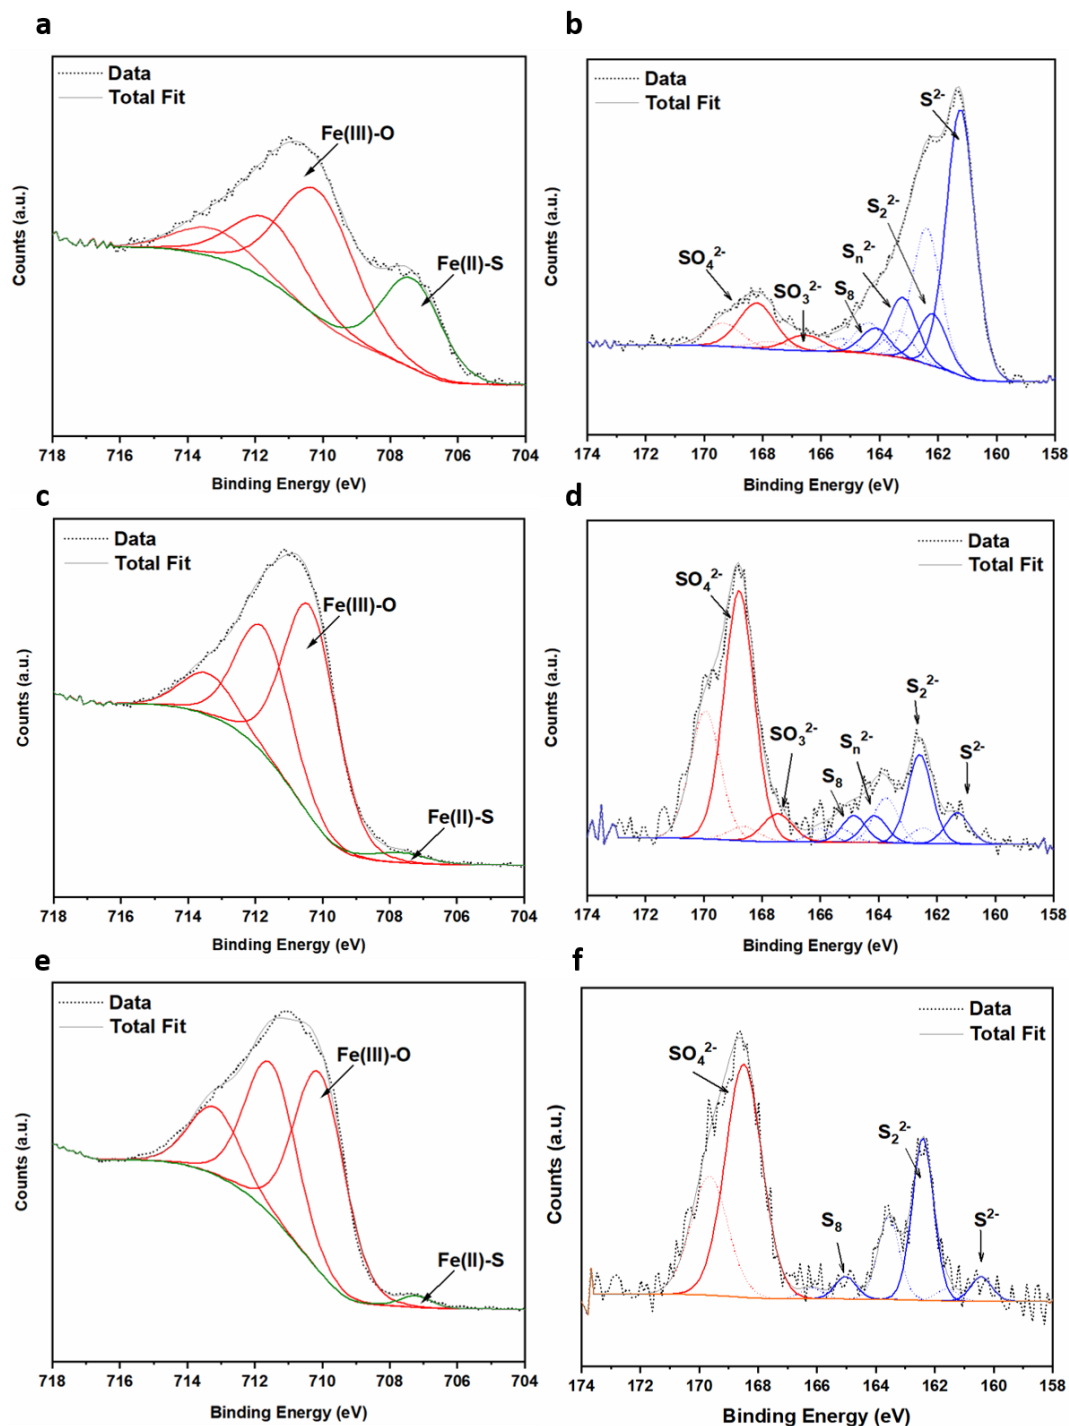 a
Data
Total Fit
Fe(III)-O
Fe(II)-S
Counts (a.u.)
718 716 714 712 710 708 706 704
Binding Energy (eV)
b
Data
Total Fit
S²⁻
S₂²⁻
Sₙ²⁻
S₈
SO₄²⁻
SO₃²⁻
Counts (a.u.)
174 172 170 168 166 164 162 160 158
Binding Energy (eV)
c
Data
Total Fit
Fe(III)-O
Fe(II)-S
Counts (a.u.)
718 716 714 712 710 708 706 704
Binding Energy (eV)
d
Data
Total Fit
SO₄²⁻
SO₃²⁻
Sₙ²⁻
S₈
S₂²⁻
S²⁻
Counts (a.u.)
174 172 170 168 166 164 162 160 158
Binding Energy (eV)
e
Data
Total Fit
Fe(III)-O
Fe(II)-S
Counts (a.u.)
718 716 714 712 710 708 706 704
Binding Energy (eV)
f
Data
Total Fit
SO₄²⁻
S₂²⁻
S₈
S²⁻
Counts (a.u.)
174 172 170 168 166 164 162 160 158
Binding Energy (eV)